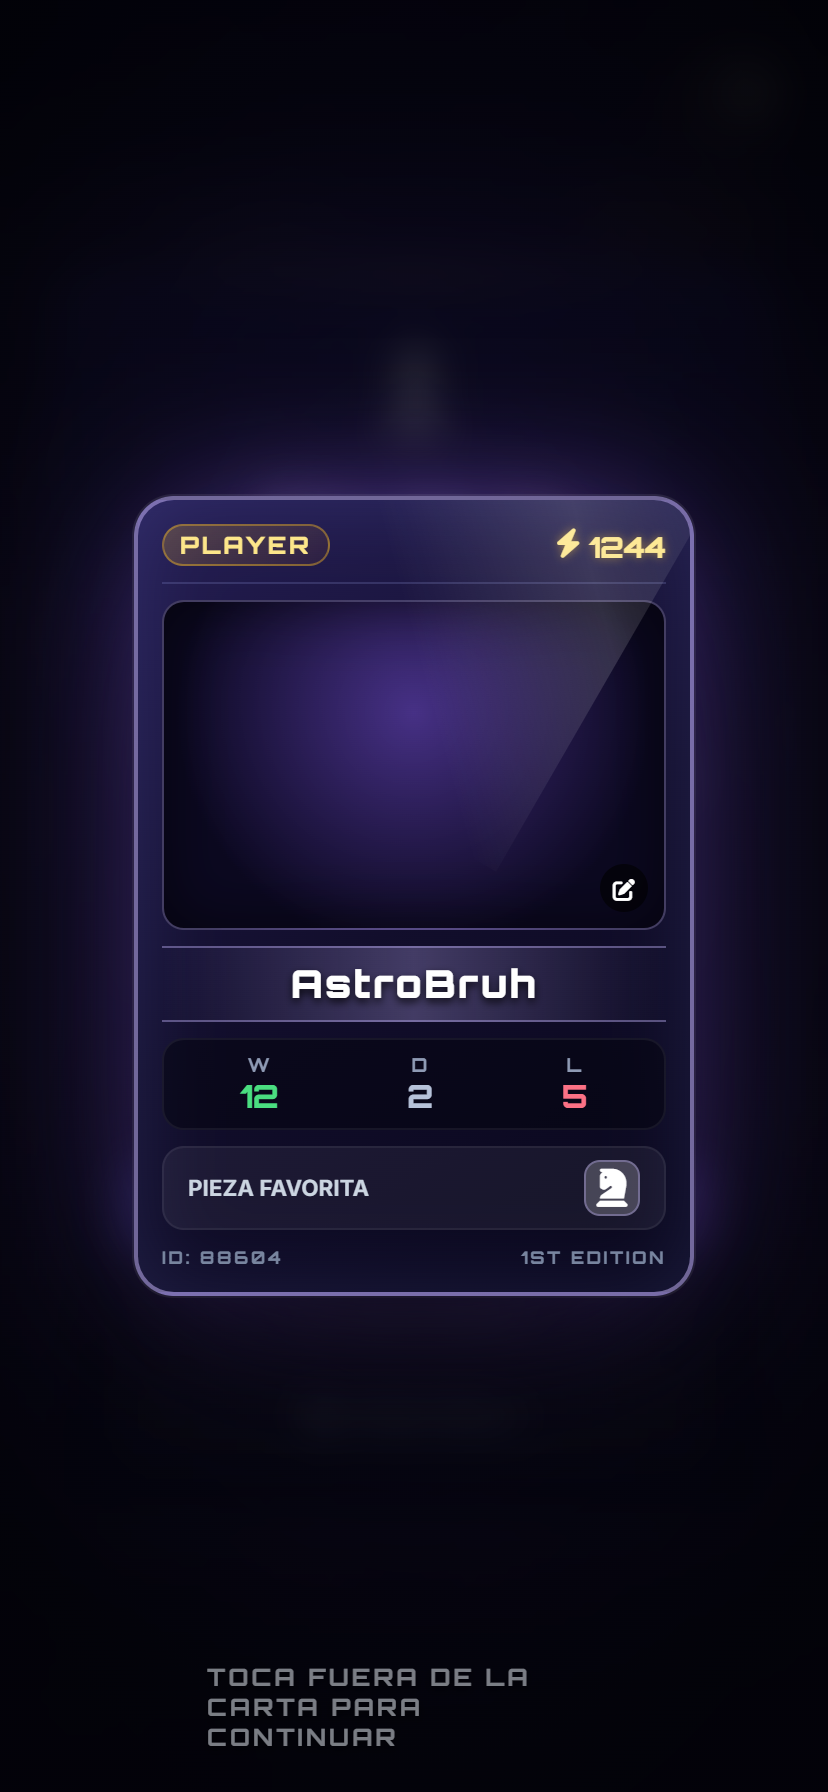 PLAYER
1244
AstroBruh
W D L
12 2 5
PIEZA FAVORITA
ID: 88604 1ST EDITION
TOCA FUERA DE LA
CARTA PARA
CONTINUAR